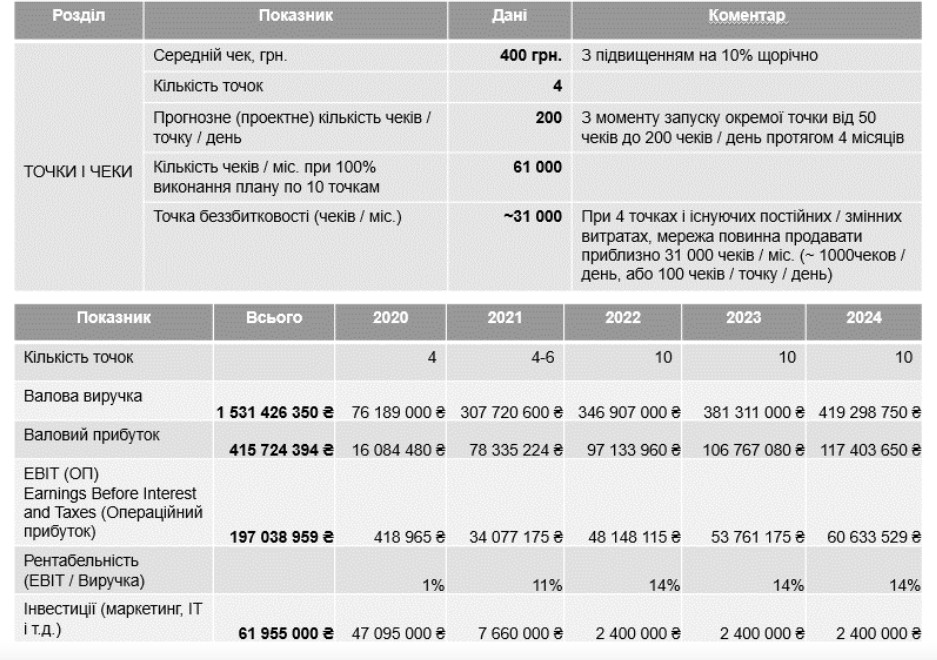 Розділ Показник Дані Коментар
Середній чек, грн. 400 грн. З підвищенням на 10% щорічно
Кількість точок 4
Прогнозне (проектне) кількість чеків / 200 З моменту запуску окремої точки від 50
точку / день чеків до 200 чеків / день протягом 4 місяців
ТОЧКИ І ЧЕКИ Кількість чеків / міс. при 100% 61 000
виконання плану по 10 точкам
Точка беззбитковості (чеків / міс.) ~31 000 При 4 точках і існуючих постійних / змінних
витратах, мережа повинна продавати
приблизно 31 000 чеків / міс. (~ 1000чеков /
день, або 100 чеків / точку / день)
Показник Всього 2020 2021 2022 2023 2024
Кількість точок 4 4-6 10 10 10
Валова виручка
1 531 426 350 ₴ 76 189 000 ₴ 307 720 600 ₴ 346 907 000 ₴ 381 311 000 ₴ 419 298 750 ₴
Валовий прибуток
415 724 394 ₴ 16 084 480 ₴ 78 335 224 ₴ 97 133 960 ₴ 106 767 080 ₴ 117 403 650 ₴
ЕВІТ (ОП)
Earnings Before Interest
and Taxes (Операційний
прибуток) 197 038 959 ₴ 418 965 ₴ 34 077 175 ₴ 48 148 115 ₴ 53 761 175 ₴ 60 633 529 ₴
Рентабельність
(EBIT / Виручка) 1% 11% 14% 14% 14%
Інвестиції (маркетинг, ІТ
і т.д.) 61 955 000 ₴ 47 095 000 ₴ 7 660 000 ₴ 2 400 000 ₴ 2 400 000 ₴ 2 400 000 ₴